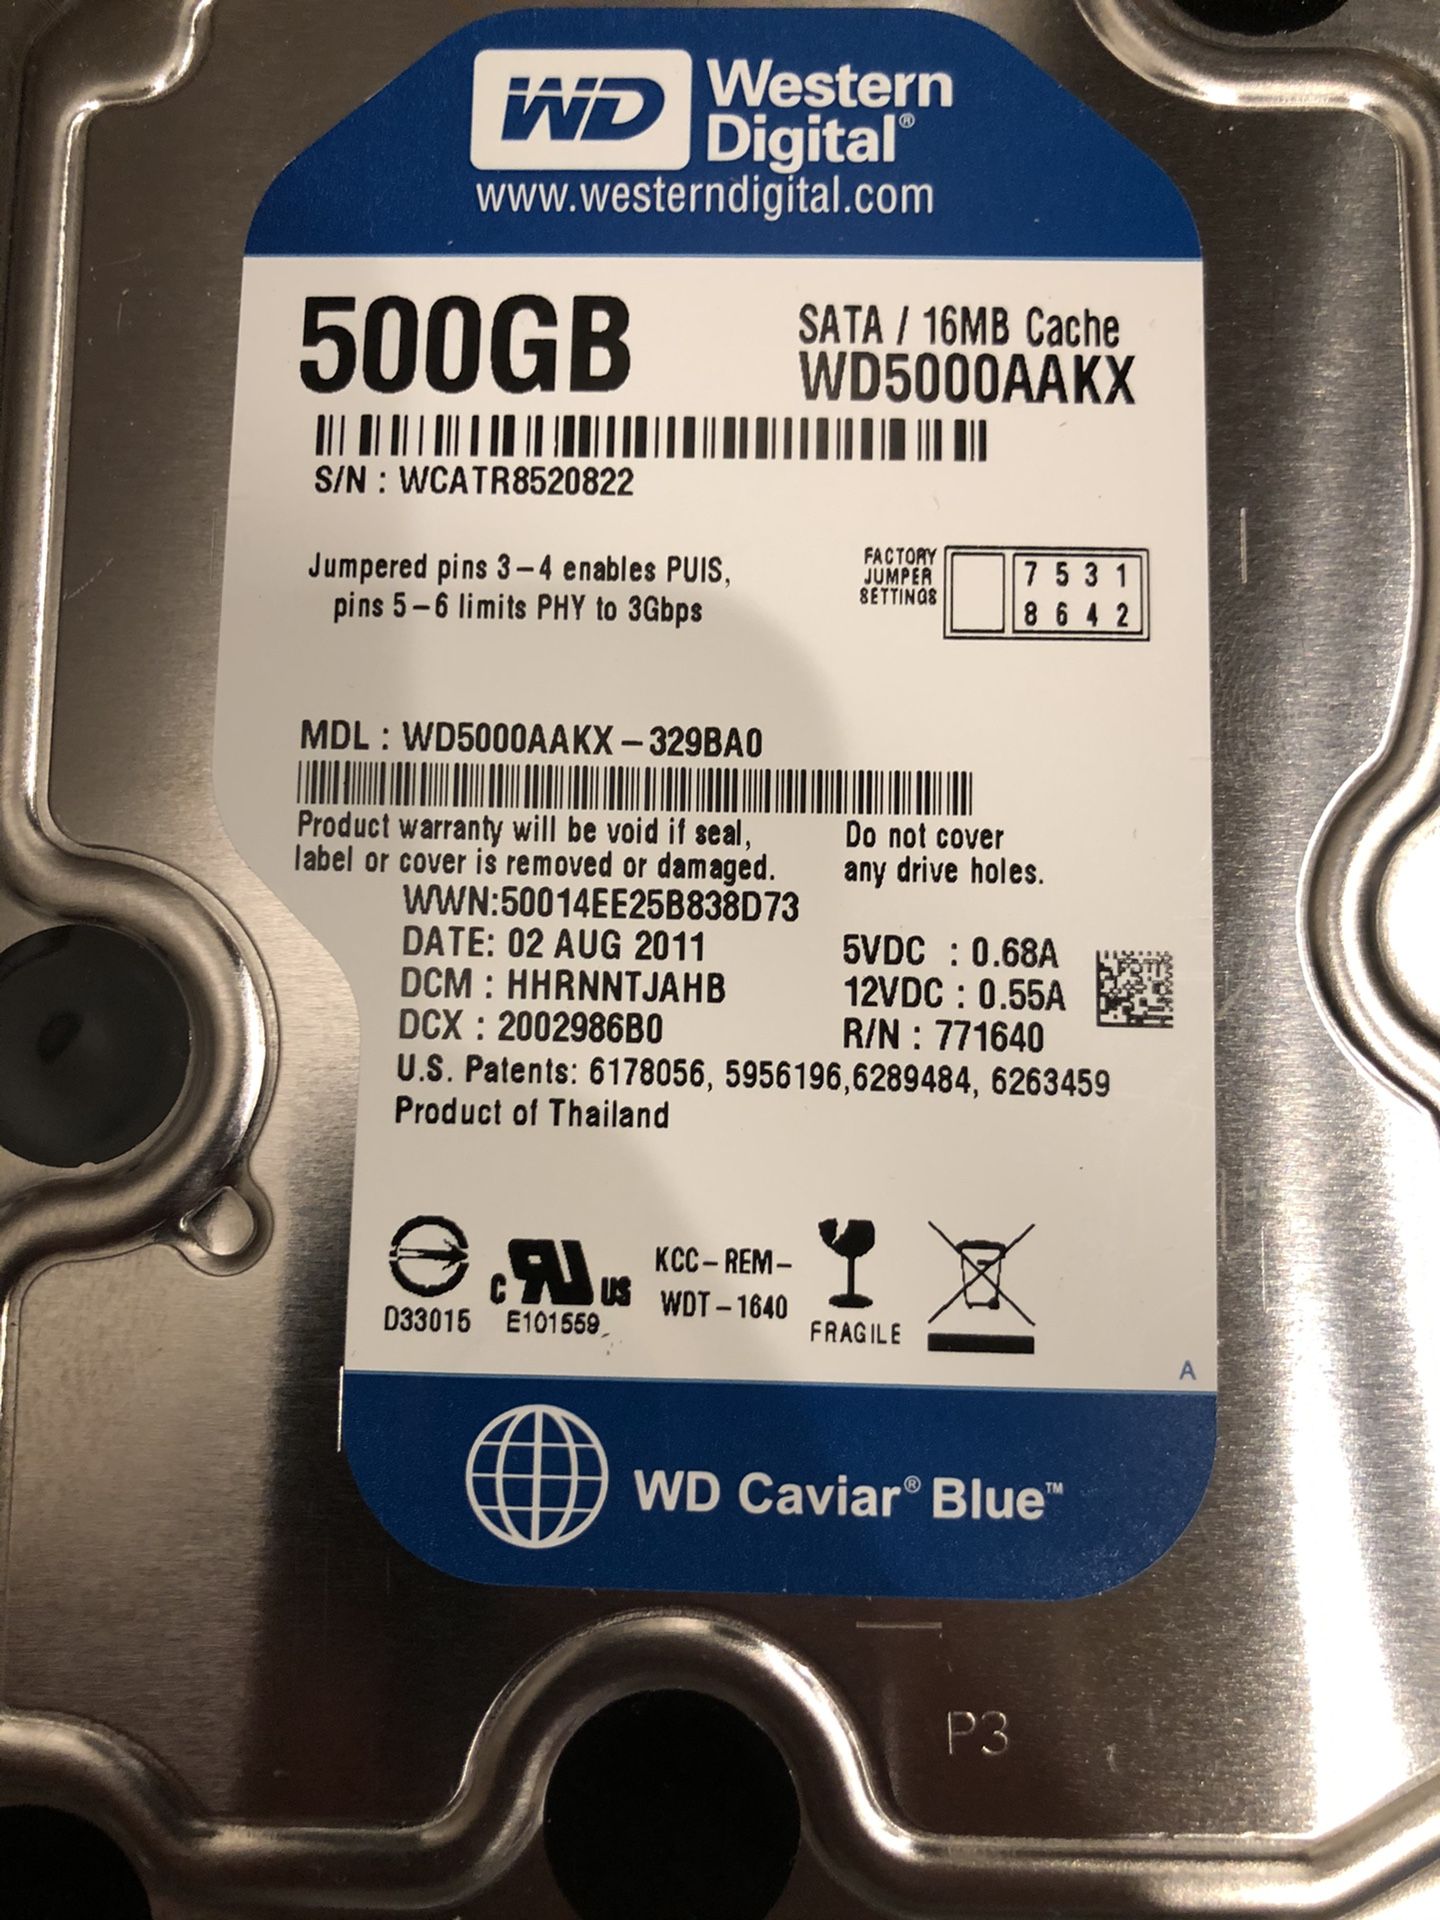 WD Western Digital®
www.westerndigital.com
500GB
SATA / 16MB Cache
WD5000AAKX
S/N : WCATR8520822
Jumpered pins 3-4 enables PUIS,
pins 5-6 limits PHY to 3Gbps
FACTORY
JUMPER
SETTINGS
7 5 3 1
8 6 4 2
MDL : WD5000AAKX-329BA0
Product warranty will be void if seal,
label or cover is removed or damaged.
Do not cover
any drive holes.
WWN:50014EE25B838D73
DATE: 02 AUG 2011
DCM : HHRNNTJAHB
DCX : 2002986B0
5VDC : 0.68A
12VDC : 0.55A
R/N : 771640
U.S. Patents: 6178056, 5956196,6289484, 6263459
Product of Thailand
D33015
C RU US
E101559
KCC-REM-
WDT-1640
FRAGILE
A
WD Caviar® Blue™
P3